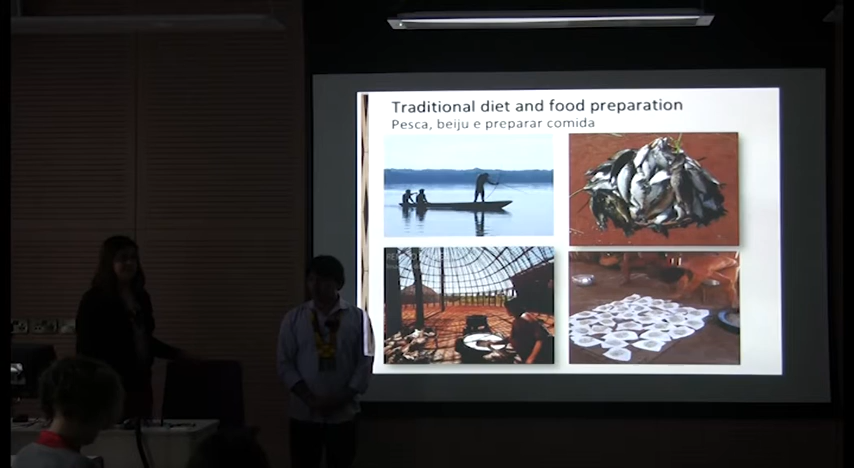 Traditional diet and food preparation
Pesca, beiju e preparar comida